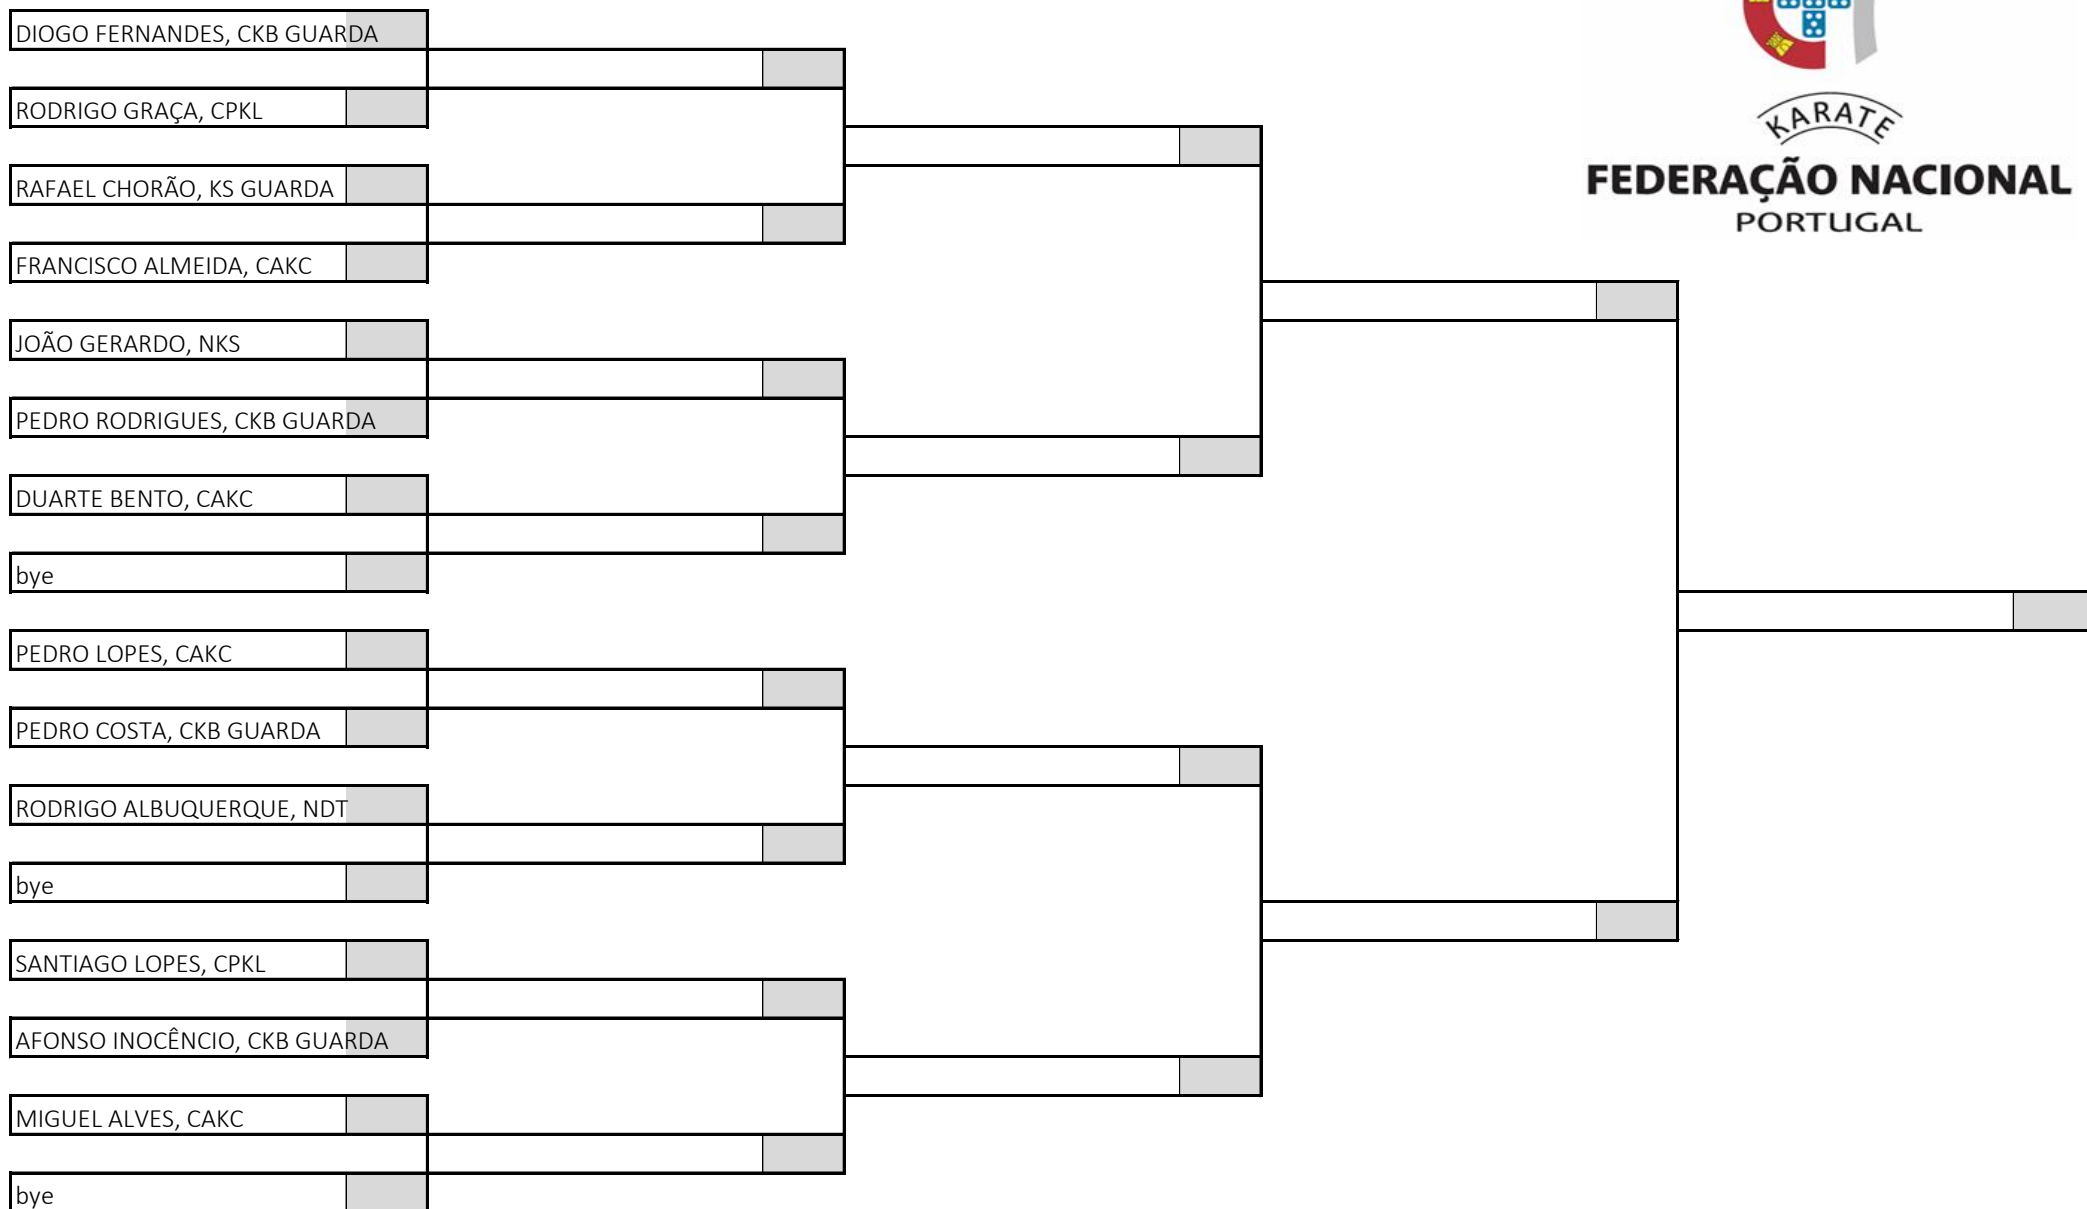 DIOGO FERNANDES, CKB GUARDA
RODRIGO GRAÇA, CPKL
RAFAEL CHORÃO, KS GUARDA
FRANCISCO ALMEIDA, CAKC
JOÃO GERARDO, NKS
PEDRO RODRIGUES, CKB GUARDA
DUARTE BENTO, CAKC
bye
PEDRO LOPES, CAKC
PEDRO COSTA, CKB GUARDA
RODRIGO ALBUQUERQUE, NDT
bye
SANTIAGO LOPES, CPKL
AFONSO INOCÊNCIO, CKB GUARDA
MIGUEL ALVES, CAKC
bye
KARATE
FEDERAÇÃO NACIONAL
PORTUGAL